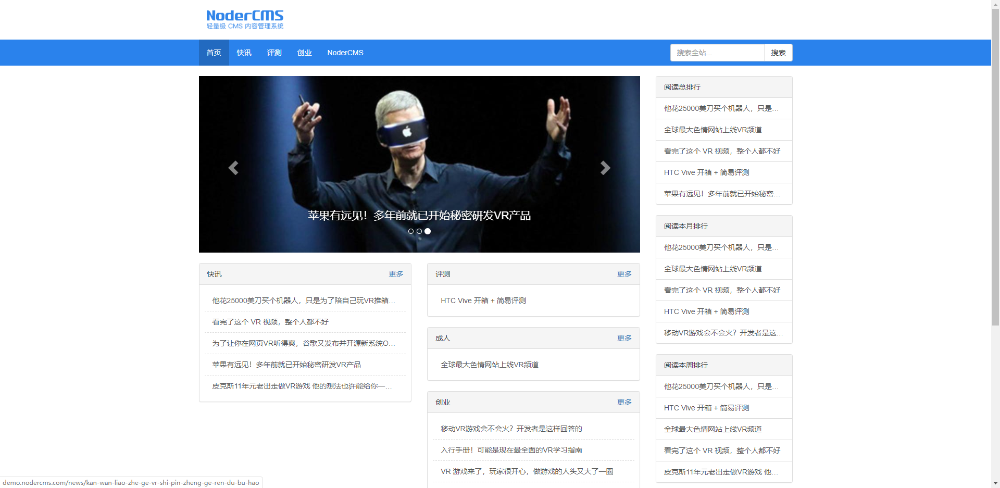 NoderCMS
轻量级 CMS 内容管理系统
首页
快讯
评测
创业
NoderCMS
搜索全站...
搜索
苹果有远见！多年前就已开始秘密研发VR产品
快讯
更多
他花25000美刀买个机器人，只是为了陪自己玩VR推箱...
看完了这个 VR 视频，整个人都不好
为了让你在网页VR听得爽，谷歌又发布并开源新系统O...
苹果有远见！多年前就已开始秘密研发VR产品
皮克斯11年元老出走做VR游戏 他的想法也许能给你一...
评测
更多
HTC Vive 开箱 + 简易评测
成人
更多
全球最大色情网站上线VR频道
创业
更多
移动VR游戏会不会火？开发者是这样回答的
入行手册！可能是现在最全面的VR学习指南
VR 游戏来了，玩家很开心，做游戏的人头又大了一圈
阅读总排行
他花25000美刀买个机器人，只是...
全球最大色情网站上线VR频道
看完了这个 VR 视频，整个人都不好
HTC Vive 开箱 + 简易评测
苹果有远见！多年前就已开始秘密...
阅读本月排行
他花25000美刀买个机器人，只是...
全球最大色情网站上线VR频道
看完了这个 VR 视频，整个人都不好
HTC Vive 开箱 + 简易评测
移动VR游戏会不会火？开发者是这...
阅读本周排行
他花25000美刀买个机器人，只是...
HTC Vive 开箱 + 简易评测
全球最大色情网站上线VR频道
看完了这个 VR 视频，整个人都不好
皮克斯11年元老出走做VR游戏 他...
demo.nodercms.com/news/kan-wan-liao-zhe-ge-vr-shi-pin-zheng-ge-ren-du-bu-hao